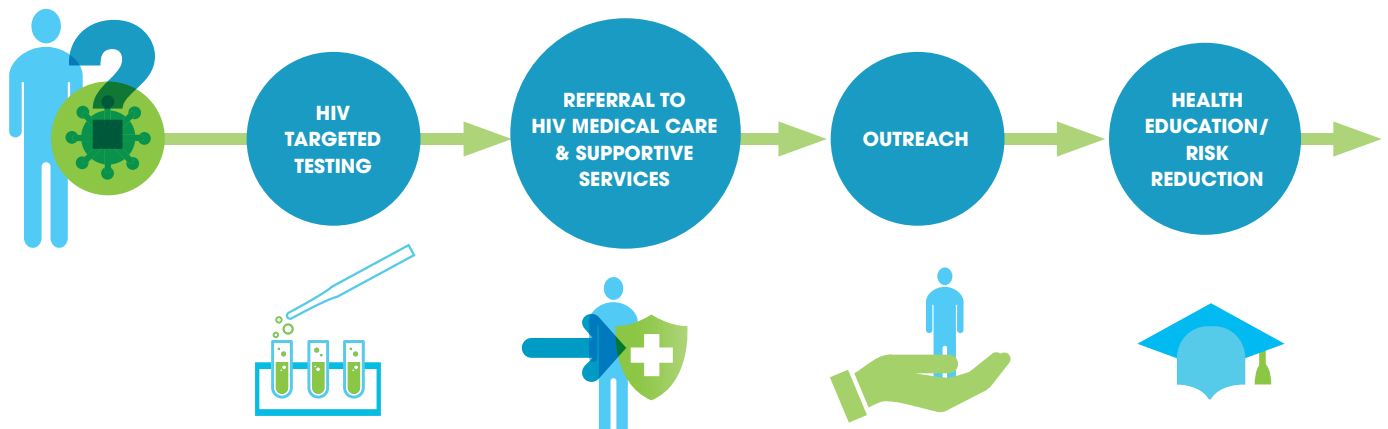 ?
HIV
TARGETED
TESTING
REFERRAL TO
HIV MEDICAL CARE
& SUPPORTIVE
SERVICES
OUTREACH
HEALTH
EDUCATION/
RISK
REDUCTION